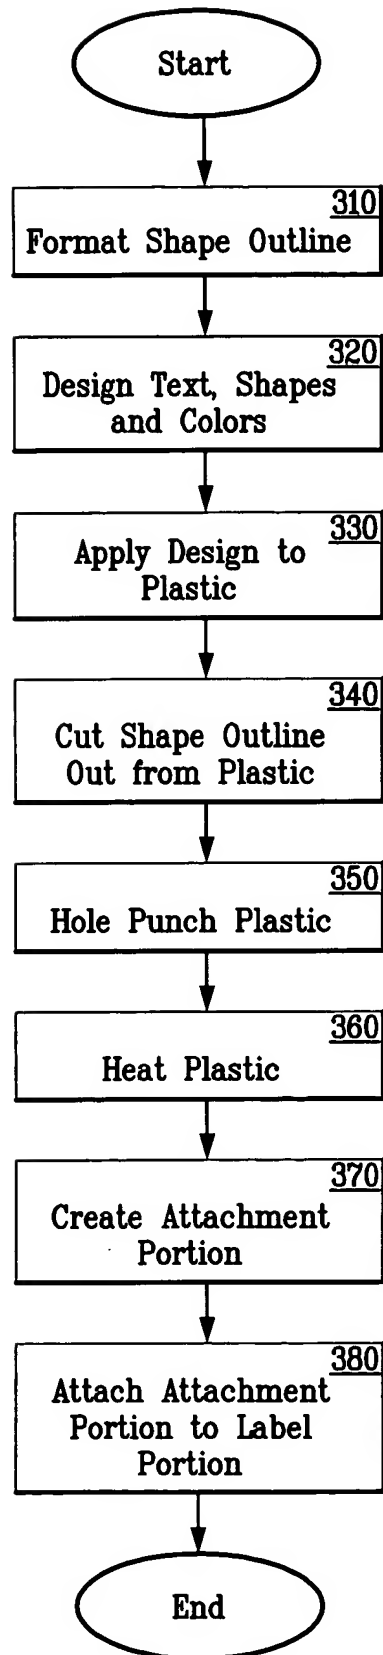 Start
310
Format Shape Outline
320
Design Text, Shapes
and Colors
330
Apply Design to
Plastic
340
Cut Shape Outline
Out from Plastic
350
Hole Punch Plastic
360
Heat Plastic
370
Create Attachment
Portion
380
Attach Attachment
Portion to Label
Portion
End